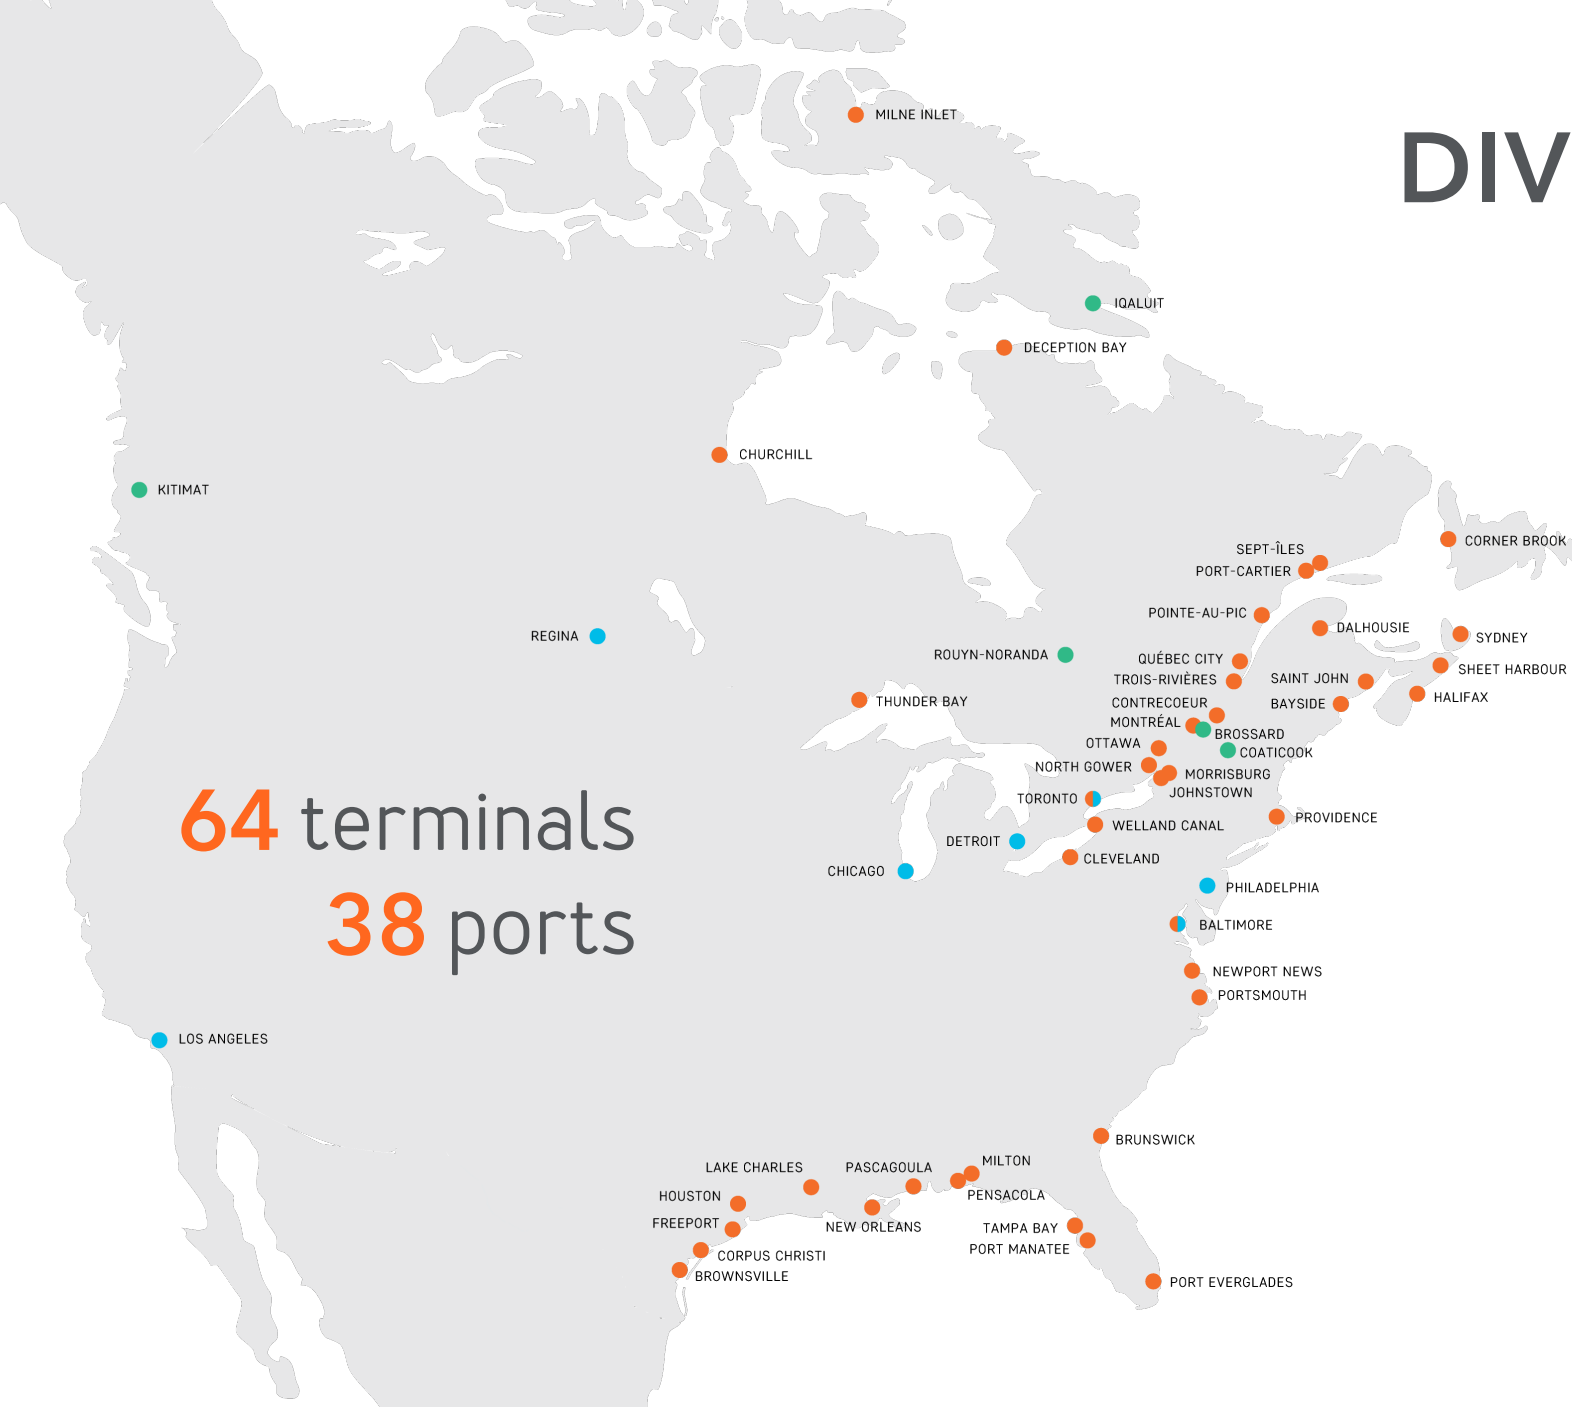 MILNE INLET
DIV
IQALUIT
DECEPTION BAY
CHURCHILL
KITIMAT
CORNER BROOK
SEPT-ÎLES
PORT-CARTIER
POINTE-AU-PIC
DALHOUSIE
SYDNEY
REGINA
ROUYN-NORANDA
QUÉBEC CITY
SHEET HARBOUR
TROIS-RIVIÈRES
SAINT JOHN
HALIFAX
THUNDER BAY
CONTRECOEUR
BAYSIDE
MONTRÉAL
BROSSARD
OTTAWA
COATICOOK
NORTH GOWER
MORRISBURG
JOHNSTOWN
TORONTO
PROVIDENCE
WELLAND CANAL
64 terminals
DETROIT
CLEVELAND
CHICAGO
PHILADELPHIA
38 ports
BALTIMORE
NEWPORT NEWS
PORTSMOUTH
LOS ANGELES
BRUNSWICK
MILTON
LAKE CHARLES
PASCAGOULA
HOUSTON
PENSACOLA
FREEPORT
NEW ORLEANS
TAMPA BAY
PORT MANATEE
CORPUS CHRISTI
BROWNSVILLE
PORT EVERGLADES